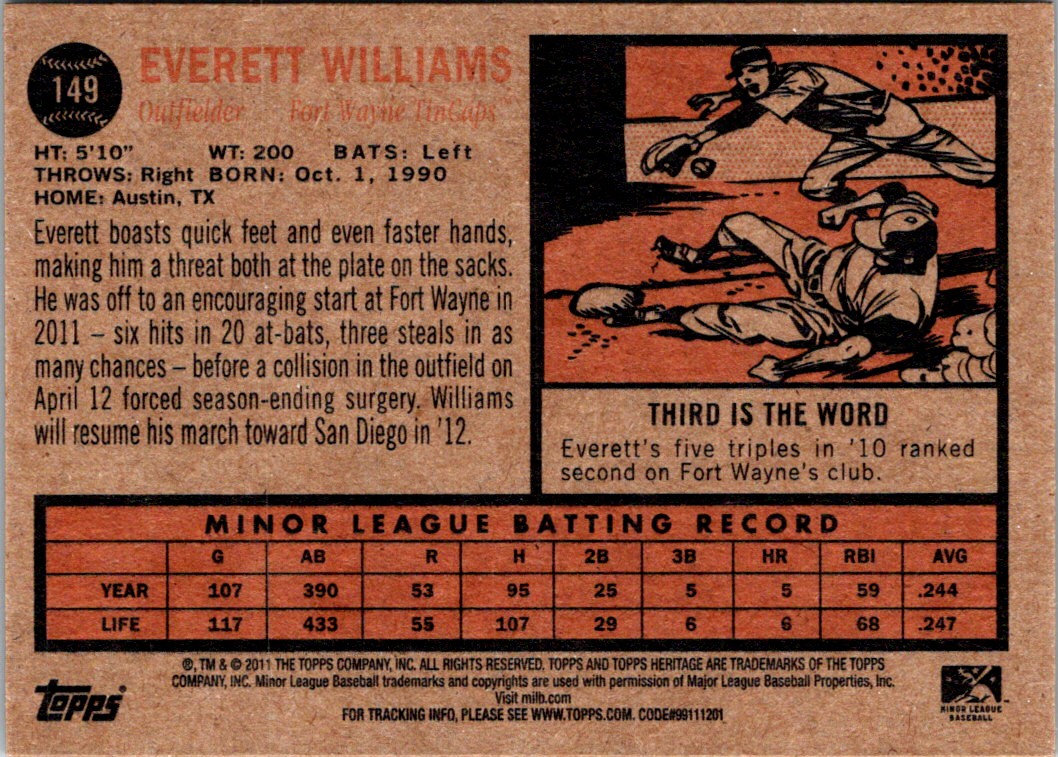 149
EVERETT WILLIAMS
Outfielder Fort Wayne TinCaps™
HT: 5'10" WT: 200 BATS: Left
THROWS: Right BORN: Oct. 1, 1990
HOME: Austin, TX
Everett boasts quick feet and even faster hands,
making him a threat both at the plate on the sacks.
He was off to an encouraging start at Fort Wayne in
2011 – six hits in 20 at-bats, three steals in as
many chances – before a collision in the outfield on
April 12 forced season-ending surgery. Williams
will resume his march toward San Diego in '12.
THIRD IS THE WORD
Everett's five triples in '10 ranked
second on Fort Wayne's club.
MINOR LEAGUE BATTING RECORD
G AB R H 2B 3B HR RBI AVG
YEAR 107 390 53 95 25 5 5 59 .244
LIFE 117 433 55 107 29 6 6 68 .247
®, TM & © 2011 THE TOPPS COMPANY, INC. ALL RIGHTS RESERVED. TOPPS AND TOPPS HERITAGE ARE TRADEMARKS OF THE TOPPS
COMPANY, INC. Minor League Baseball trademarks and copyrights are used with permission of Major League Baseball Properties, Inc.
Visit milb.com
FOR TRACKING INFO, PLEASE SEE WWW.TOPPS.COM. CODE#99111201
topps®
MINOR LEAGUE
BASEBALL